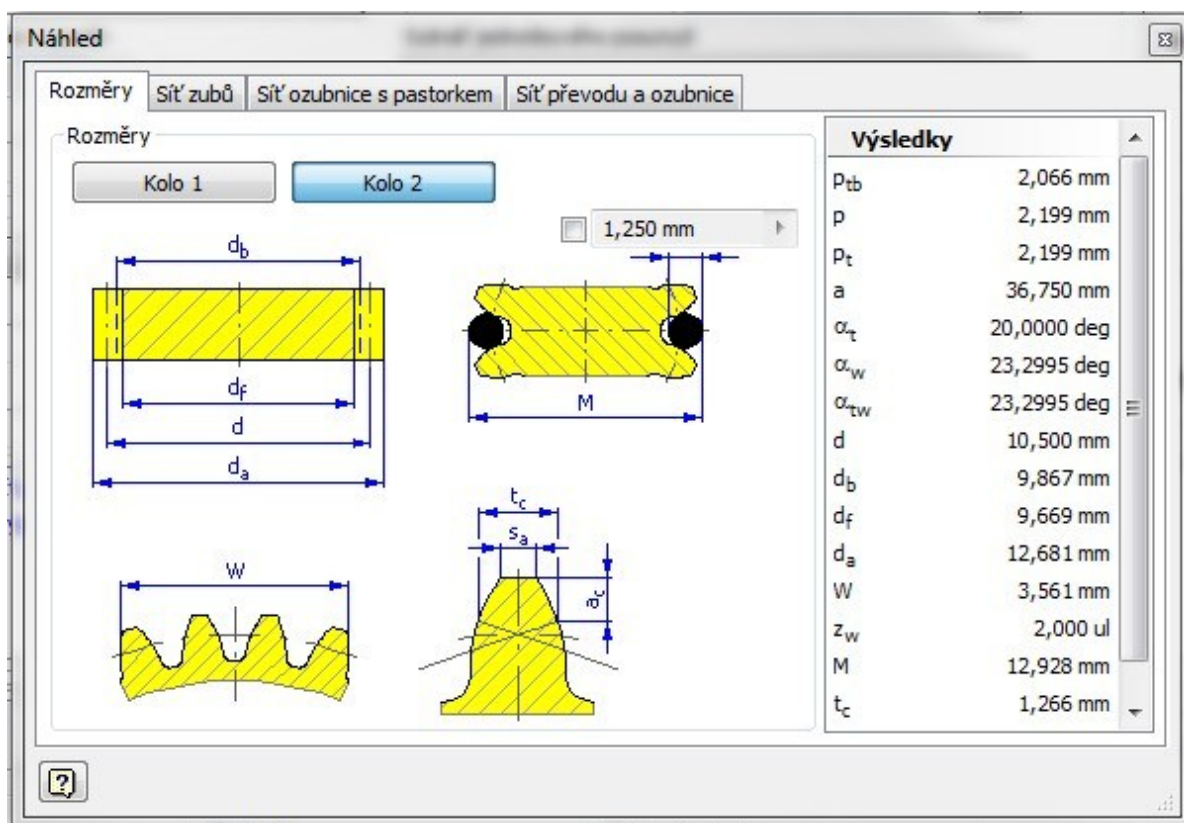 Náhled
Rozměry Síť zubů Síť ozubnice s pastorkem Síť převodu a ozubnice
Rozměry
Kolo 1 Kolo 2
1,250 mm
d_b
d_f
d
d_a
M
W
t_c
s_a
a_c
Výsledky
p_tb 2,066 mm
p 2,199 mm
p_t 2,199 mm
a 36,750 mm
α_t 20,0000 deg
α_w 23,2995 deg
α_tw 23,2995 deg
d 10,500 mm
d_b 9,867 mm
d_f 9,669 mm
d_a 12,681 mm
W 3,561 mm
z_w 2,000 ul
M 12,928 mm
t_c 1,266 mm
?